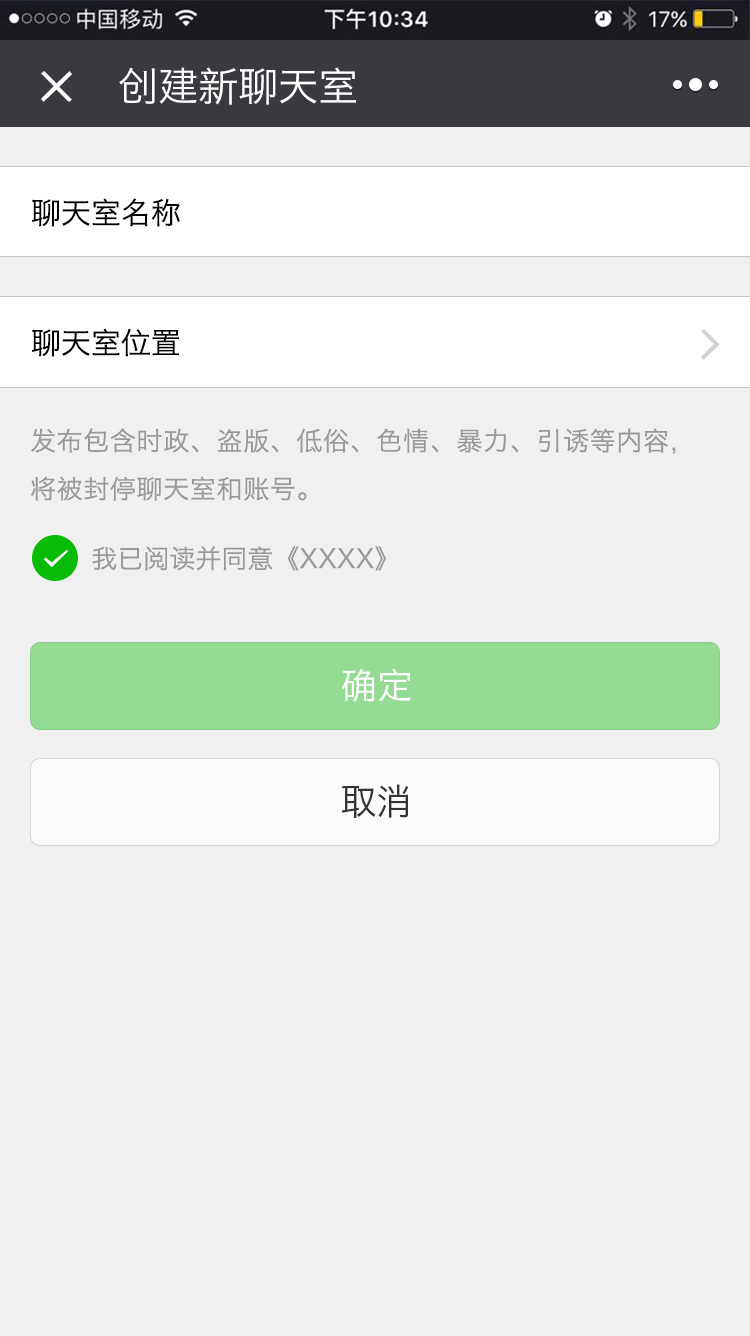 中国移动 下午10:34 17%
创建新聊天室
聊天室名称
聊天室位置
发布包含时政、盗版、低俗、色情、暴力、引诱等内容,
将被封停聊天室和账号。
我已阅读并同意《XXXX》
确定
取消